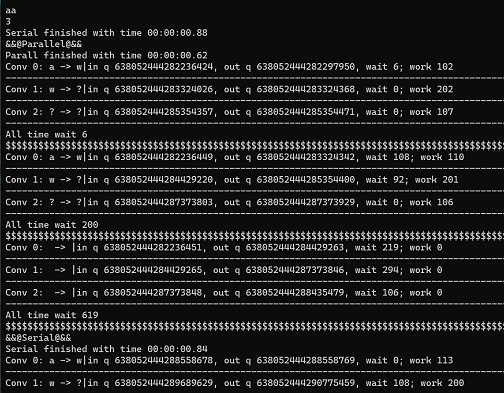 aa
3
Serial finished with time 00:00:00.88
&&@Parallel@&&
Parall finished with time 00:00:00.62
Conv 0: a -> w|in q 638052444282236424, out q 638052444282297950, wait 6; work 102
Conv 1: w -> ?|in q 638052444283324026, out q 638052444283324368, wait 0; work 202
Conv 2: ? -> ?|in q 638052444285354357, out q 638052444285354471, wait 0; work 107
All time wait 6
$$$$$$$$$$$$$$$$$$$$$$$$$$$$$$$$$$$$$$$$$$$$$$$$$$$$$$$$$$$$$$$$$$$$$$$$$$$$$$$$$$$$
Conv 0: a -> w|in q 638052444282236449, out q 638052444283324342, wait 108; work 110
Conv 1: w -> ?|in q 638052444284429220, out q 638052444285354400, wait 92; work 201
Conv 2: ? -> ?|in q 638052444287373803, out q 638052444287373929, wait 0; work 106
All time wait 200
$$$$$$$$$$$$$$$$$$$$$$$$$$$$$$$$$$$$$$$$$$$$$$$$$$$$$$$$$$$$$$$$$$$$$$$$$$$$$$$$$$$$
Conv 0:  -> |in q 638052444282236451, out q 638052444284429263, wait 219; work 0
Conv 1:  -> |in q 638052444284429265, out q 638052444287373846, wait 294; work 0
Conv 2:  -> |in q 638052444287373848, out q 638052444288435479, wait 106; work 0
All time wait 619
$$$$$$$$$$$$$$$$$$$$$$$$$$$$$$$$$$$$$$$$$$$$$$$$$$$$$$$$$$$$$$$$$$$$$$$$$$$$$$$$$$$$
&&@Serial@&&
Serial finished with time 00:00:00.84
Conv 0: a -> w|in q 638052444288558678, out q 638052444288558769, wait 0; work 113
Conv 1: w -> ?|in q 638052444289689629, out q 638052444290775459, wait 108; work 200